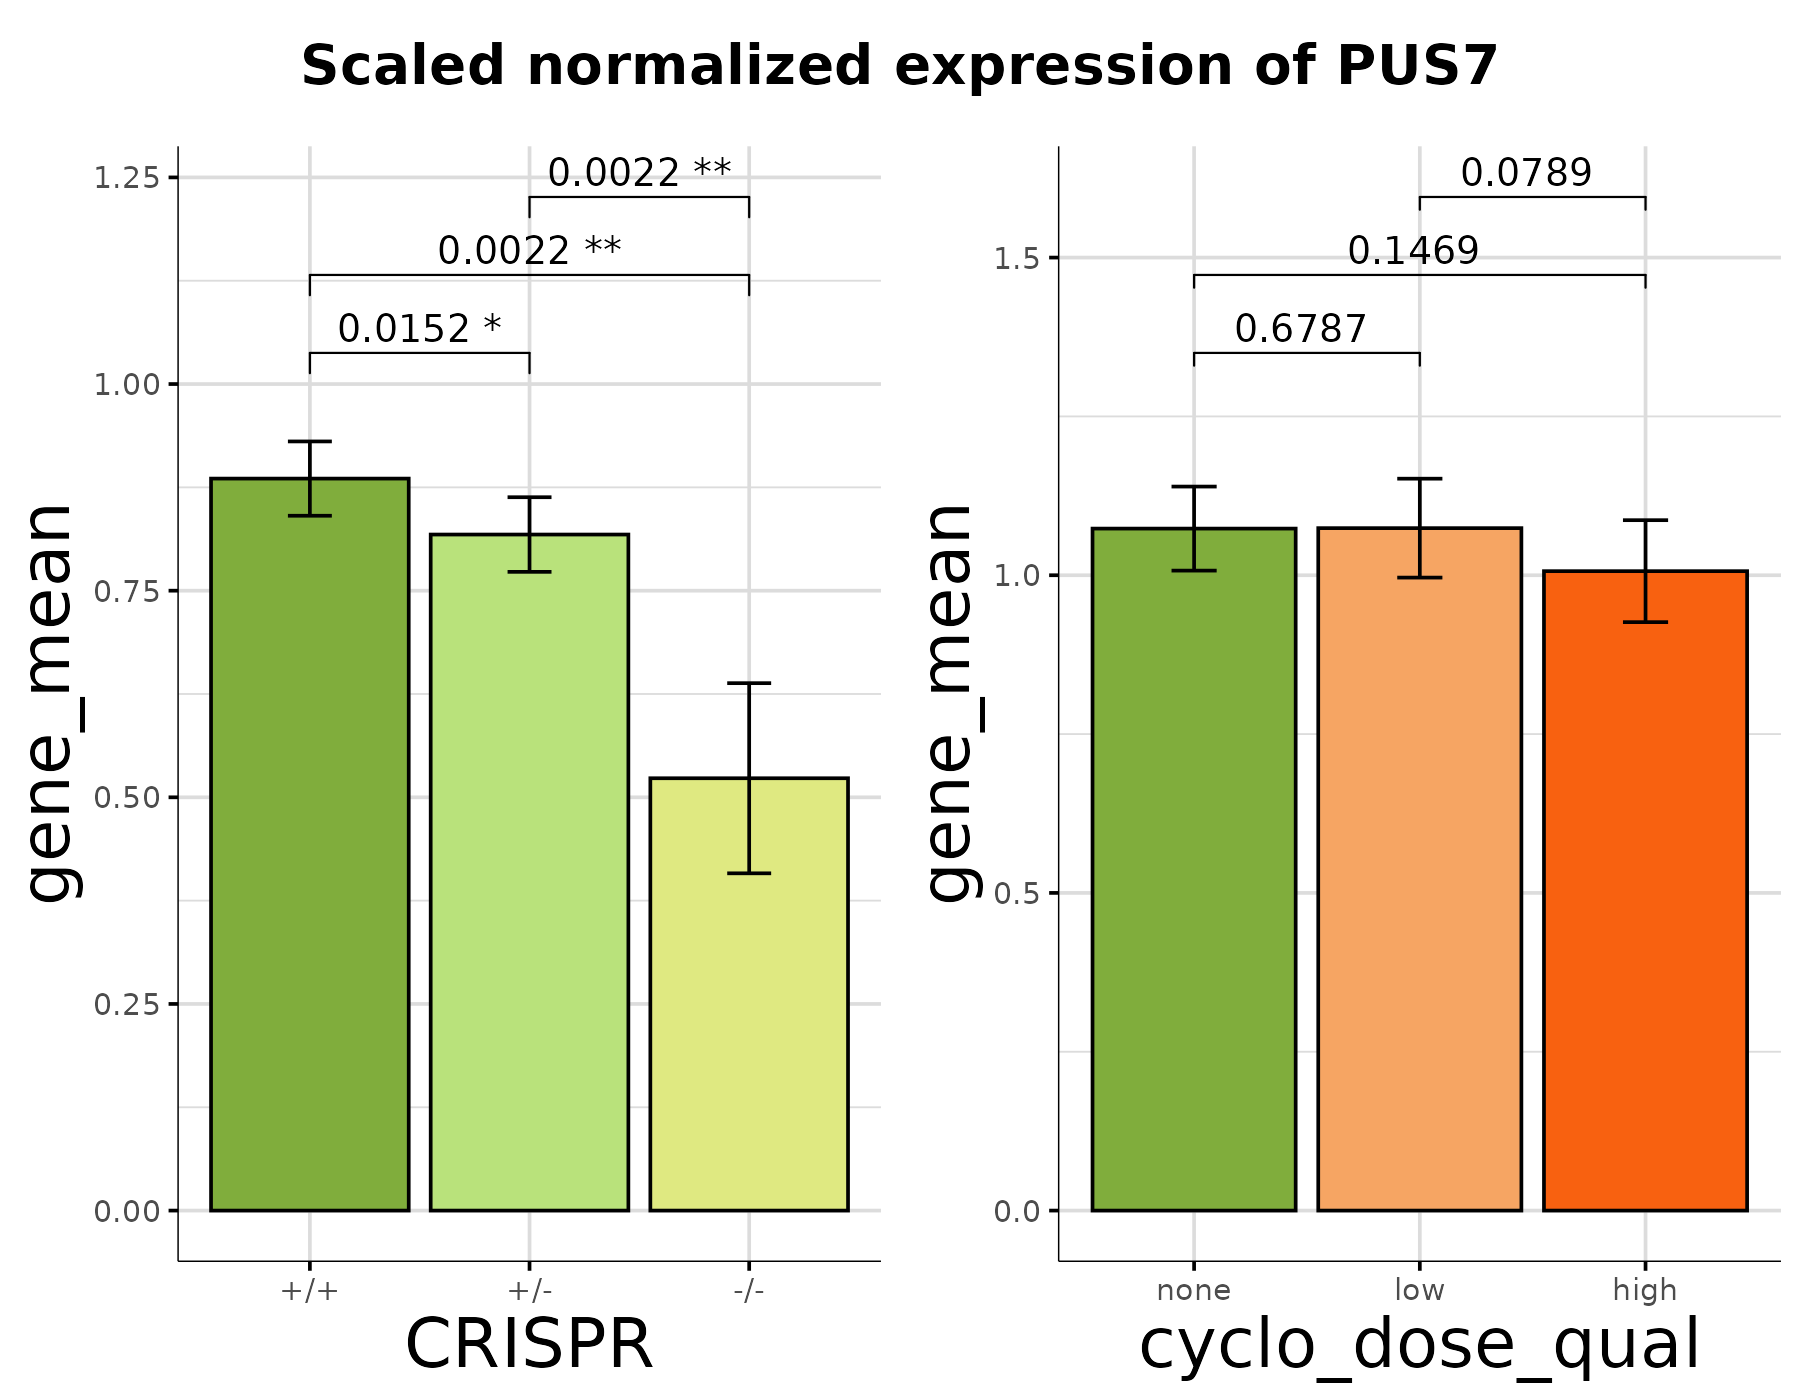 Scaled normalized expression of PUS7
gene_mean
1.25
1.00
0.75
0.50
0.25
0.00
0.0022 **
0.0022 **
0.0152 *
+/+
+/-
-/-
CRISPR
gene_mean
1.5
1.0
0.5
0.0
0.0789
0.1469
0.6787
none
low
high
cyclo_dose_qual